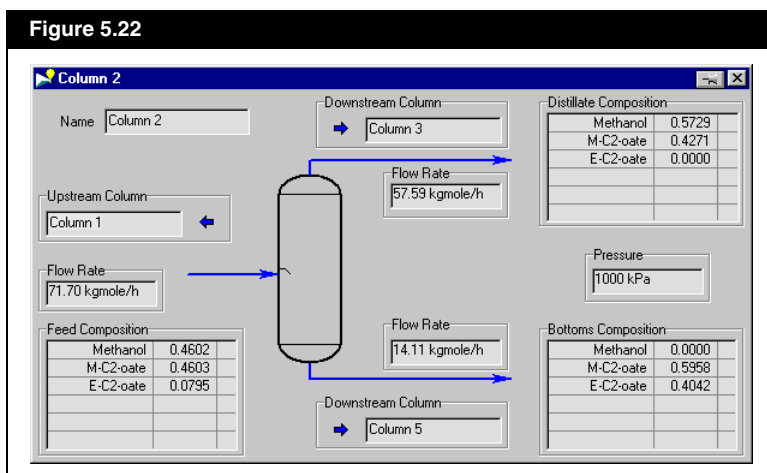 Figure 5.22
Column 2
Name Column 2
Downstream Column
Column 3
Flow Rate
57.59 kgmole/h
Distillate Composition
Methanol 0.5729
M-C2-oate 0.4271
E-C2-oate 0.0000
Upstream Column
Column 1
Flow Rate
71.70 kgmole/h
Pressure
1000 kPa
Feed Composition
Methanol 0.4602
M-C2-oate 0.4603
E-C2-oate 0.0795
Flow Rate
14.11 kgmole/h
Downstream Column
Column 5
Bottoms Composition
Methanol 0.0000
M-C2-oate 0.5958
E-C2-oate 0.4042